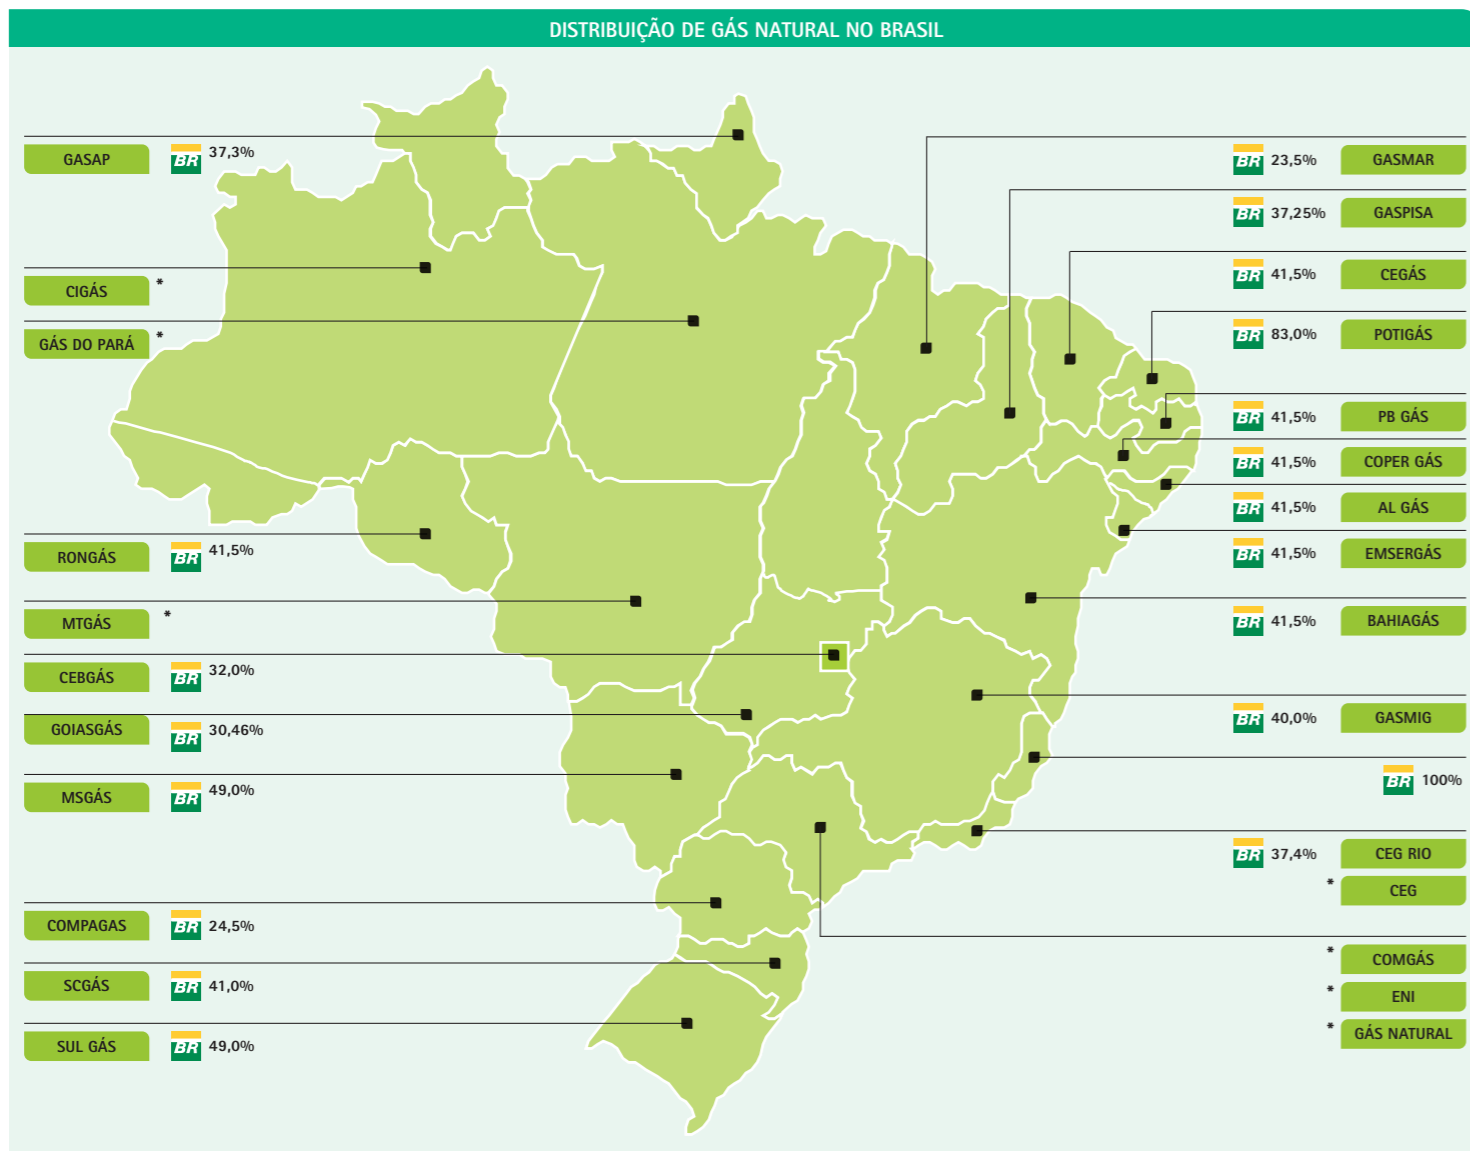 DISTRIBUIÇÃO DE GÁS NATURAL NO BRASIL
GASAP BR 37,3%
CIGÁS *
GÁS DO PARÁ *
RONGÁS BR 41,5%
MTGÁS *
CEBGÁS BR 32,0%
GOIASGÁS BR 30,46%
MSGÁS BR 49,0%
COMPAGAS BR 24,5%
SCGÁS BR 41,0%
SUL GÁS BR 49,0%
BR 23,5% GASMAR
BR 37,25% GASPISA
BR 41,5% CEGÁS
BR 83,0% POTIGÁS
BR 41,5% PB GÁS
BR 41,5% COPER GÁS
BR 41,5% AL GÁS
BR 41,5% EMSERGÁS
BR 41,5% BAHIAGÁS
BR 40,0% GASMIG
BR 100%
BR 37,4% CEG RIO
* CEG
* COMGÁS
* ENI
* GÁS NATURAL